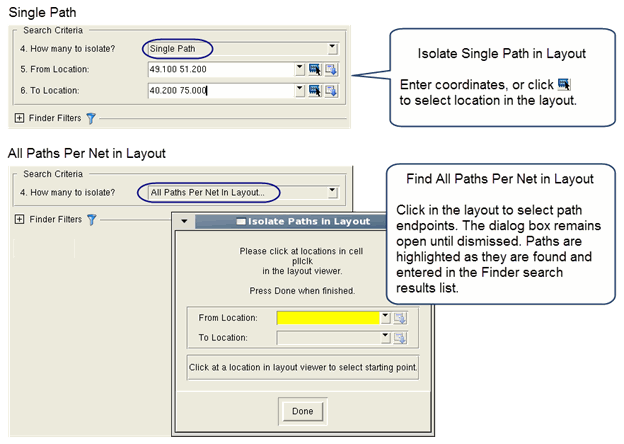 Single Path
Search Criteria
4. How many to isolate? Single Path
5. From Location: 49.100 51.200
6. To Location: 40.200 75.000
Finder Filters
Isolate Single Path in Layout
Enter coordinates, or click
to select location in the layout.
All Paths Per Net in Layout
Search Criteria
4. How many to isolate? All Paths Per Net In Layout...
Finder Filters
Isolate Paths in Layout
Please click at locations in cell
pllclk
in the layout viewer.
Press Done when finished.
From Location:
To Location:
Click at a location in layout viewer to select starting point.
Done
Find All Paths Per Net in Layout
Click in the layout to select path
endpoints. The dialog box remains
open until dismissed. Paths are
highlighted as they are found and
entered in the Finder search
results list.